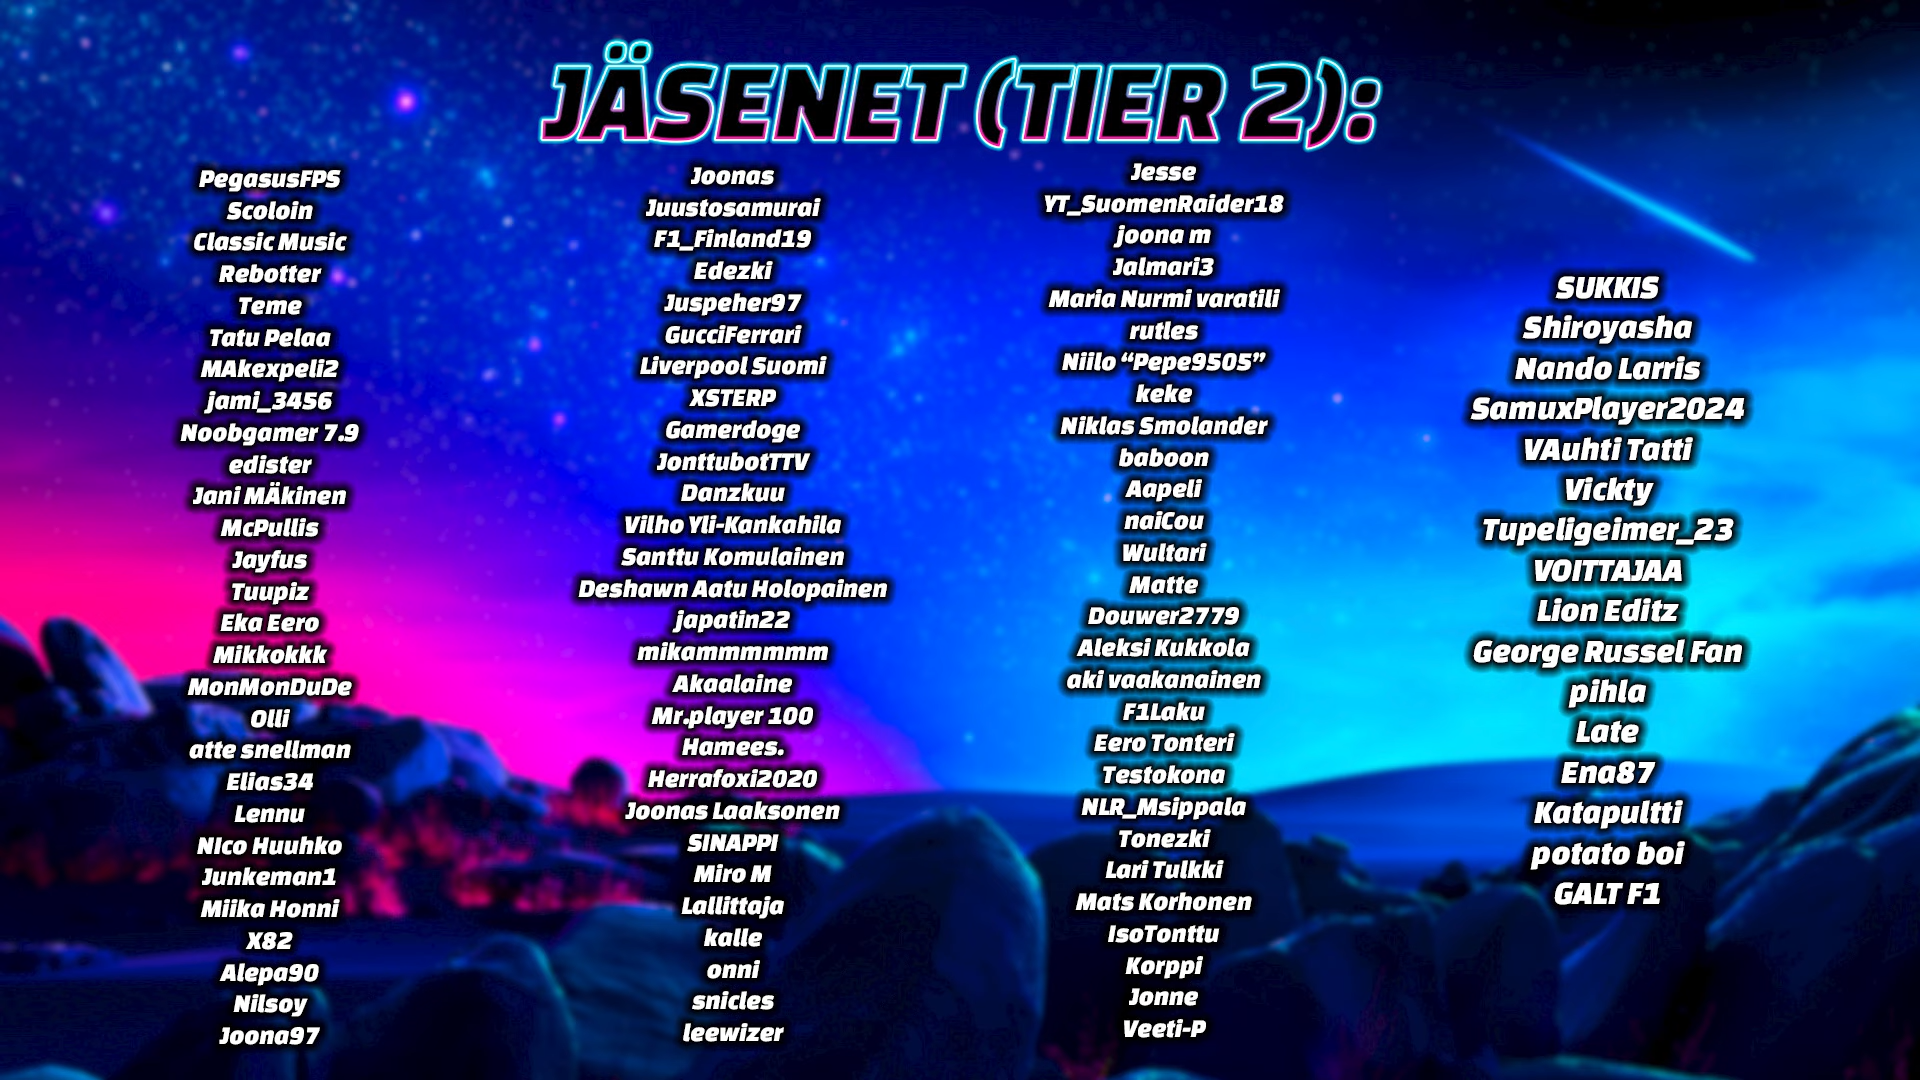 JÄSENET (TIER 2):
PegasusFPS
Scoloin
Classic Music
Rebotter
Teme
Tatu Pelaa
MAkexpeli2
jami_3456
Noobgamer 7.9
edister
Jani MÄkinen
McPullis
Jayfus
Tuupiz
Eka Eero
Mikkokkk
MonMonDuDe
Olli
atte snellman
Elias34
Lennu
NIco Huuhko
Junkeman1
Miika Honni
X82
Alepa90
Nilsoy
Joona97
Joonas
Juustosamurai
F1_Finland19
Edezki
Juspeher97
GucciFerrari
Liverpool Suomi
XSTERP
Gamerdoge
JonttubotTTV
Danzkuu
Vilho Yli-Kankahila
Santtu Komulainen
Deshawn Aatu Holopainen
japatin22
mikammmmmm
Akaalaine
Mr.player 100
Hamees.
Herrafoxi2020
Joonas Laaksonen
SINAPPI
Miro M
Lallittaja
kalle
onni
snicles
leewizer
Jesse
YT_SuomenRaider18
joona m
Jalmari3
Maria Nurmi varatili
rutles
Niilo “Pepe9505”
keke
Niklas Smolander
baboon
Aapeli
naiCou
Wultari
Matte
Douwer2779
Aleksi Kukkola
aki vaakanainen
F1Laku
Eero Tonteri
Testokona
NLR_Msippala
Tonezki
Lari Tulkki
Mats Korhonen
IsoTonttu
Korppi
Jonne
Veeti-P
SUKKIS
Shiroyasha
Nando Larris
SamuxPlayer2024
VAuhti Tatti
Vickty
Tupeligeimer_23
VOITTAJAA
Lion Editz
George Russel Fan
pihla
Late
Ena87
Katapultti
potato boi
GALT F1